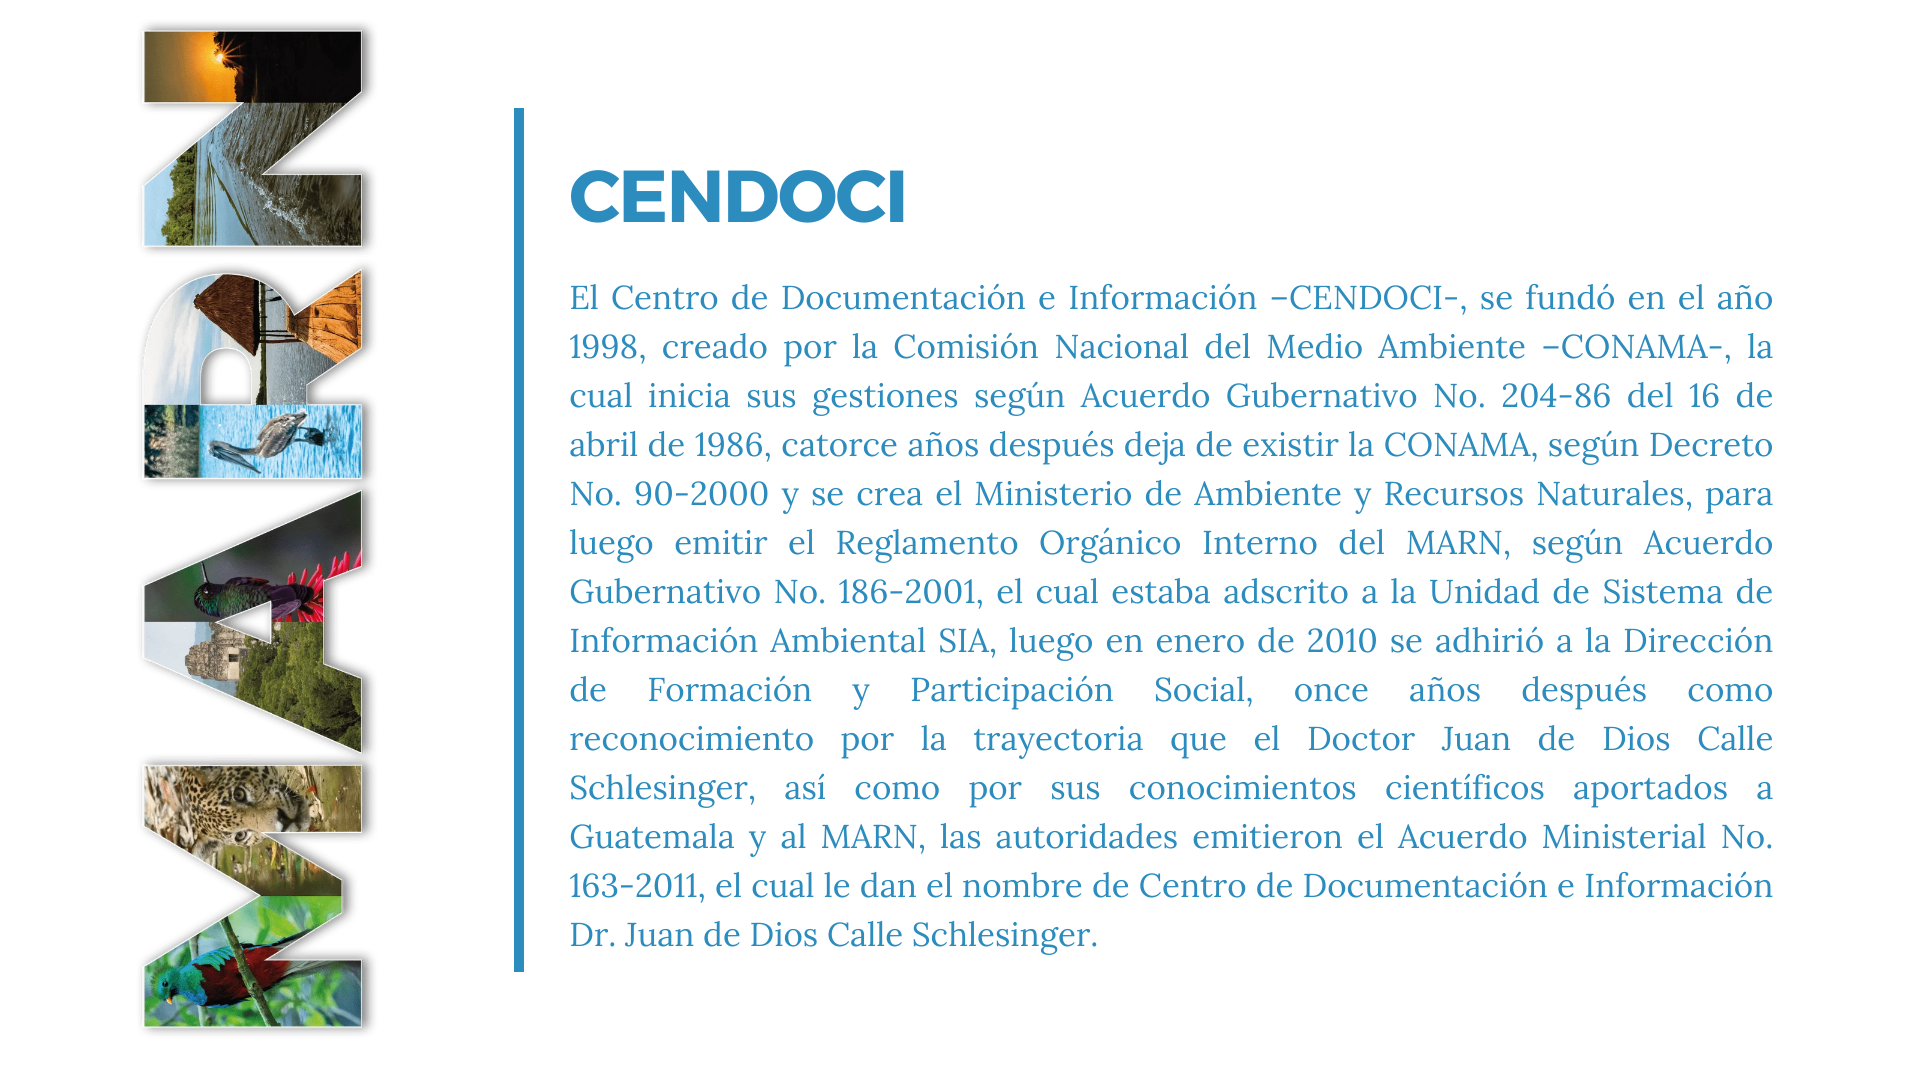 MARN
CENDOCI
El Centro de Documentación e Información –CENDOCI-, se fundó en el año
1998, creado por la Comisión Nacional del Medio Ambiente –CONAMA-, la
cual inicia sus gestiones según Acuerdo Gubernativo No. 204-86 del 16 de
abril de 1986, catorce años después deja de existir la CONAMA, según Decreto
No. 90-2000 y se crea el Ministerio de Ambiente y Recursos Naturales, para
luego emitir el Reglamento Orgánico Interno del MARN, según Acuerdo
Gubernativo No. 186-2001, el cual estaba adscrito a la Unidad de Sistema de
Información Ambiental SIA, luego en enero de 2010 se adhirió a la Dirección
de Formación y Participación Social, once años después como
reconocimiento por la trayectoria que el Doctor Juan de Dios Calle
Schlesinger, así como por sus conocimientos científicos aportados a
Guatemala y al MARN, las autoridades emitieron el Acuerdo Ministerial No.
163-2011, el cual le dan el nombre de Centro de Documentación e Información
Dr. Juan de Dios Calle Schlesinger.